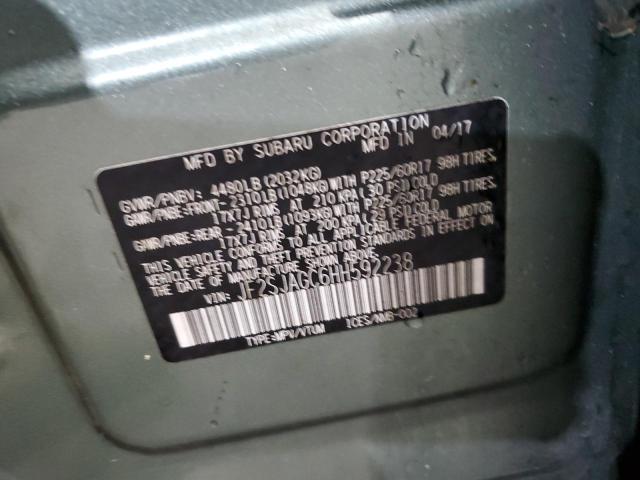 MFD BY SUBARU CORPORATION
MFD IN 04/17
GVWR/PNBV: 4480LB (2032KG)
GWR/PNBE:FRONT-2310LB(1048KG)WITH P225/60R17 98H TIRES,
17X7J RIMS AT 210 KPA (30 PSI)COLD
GWR/PNBE:REAR -2410LB(1093KG)WITH P225/60R17 98H TIRES,
17X7J RIMS AT 200 KPA( 29 PSI)COLD
VEHICLE CONFORMS TO ALL APPLICABLE FEDERAL MOTOR
VEHICLE SAFETY AND THEFT PREVENTION STANDARDS IN EFFECT
ON THE DATE OF MANUFACTURE SHOWN ABOVE.
VIN: JF2SJAGC6HH592238
TYPE:MPV/VTUM ICES/NMB-002